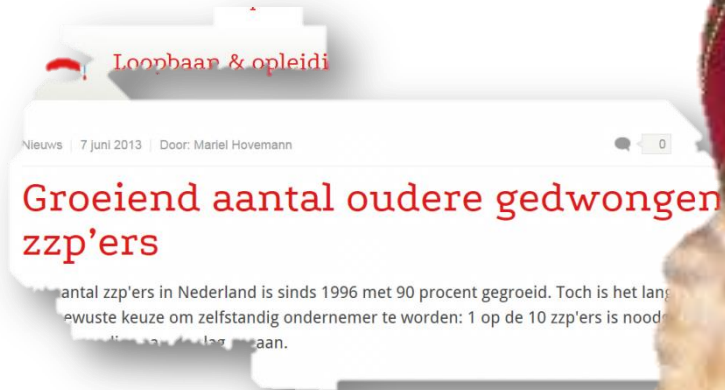 Loopbaan & opleidi
Nieuws | 7 juni 2013 | Door: Mariel Hovemann
0
Groeiend aantal oudere gedwongen
zzp'ers
antal zzp'ers in Nederland is sinds 1996 met 90 procent gegroeid. Toch is het lang
ewuste keuze om zelfstandig ondernemer te worden: 1 op de 10 zzp'ers is noodg
slag aan.